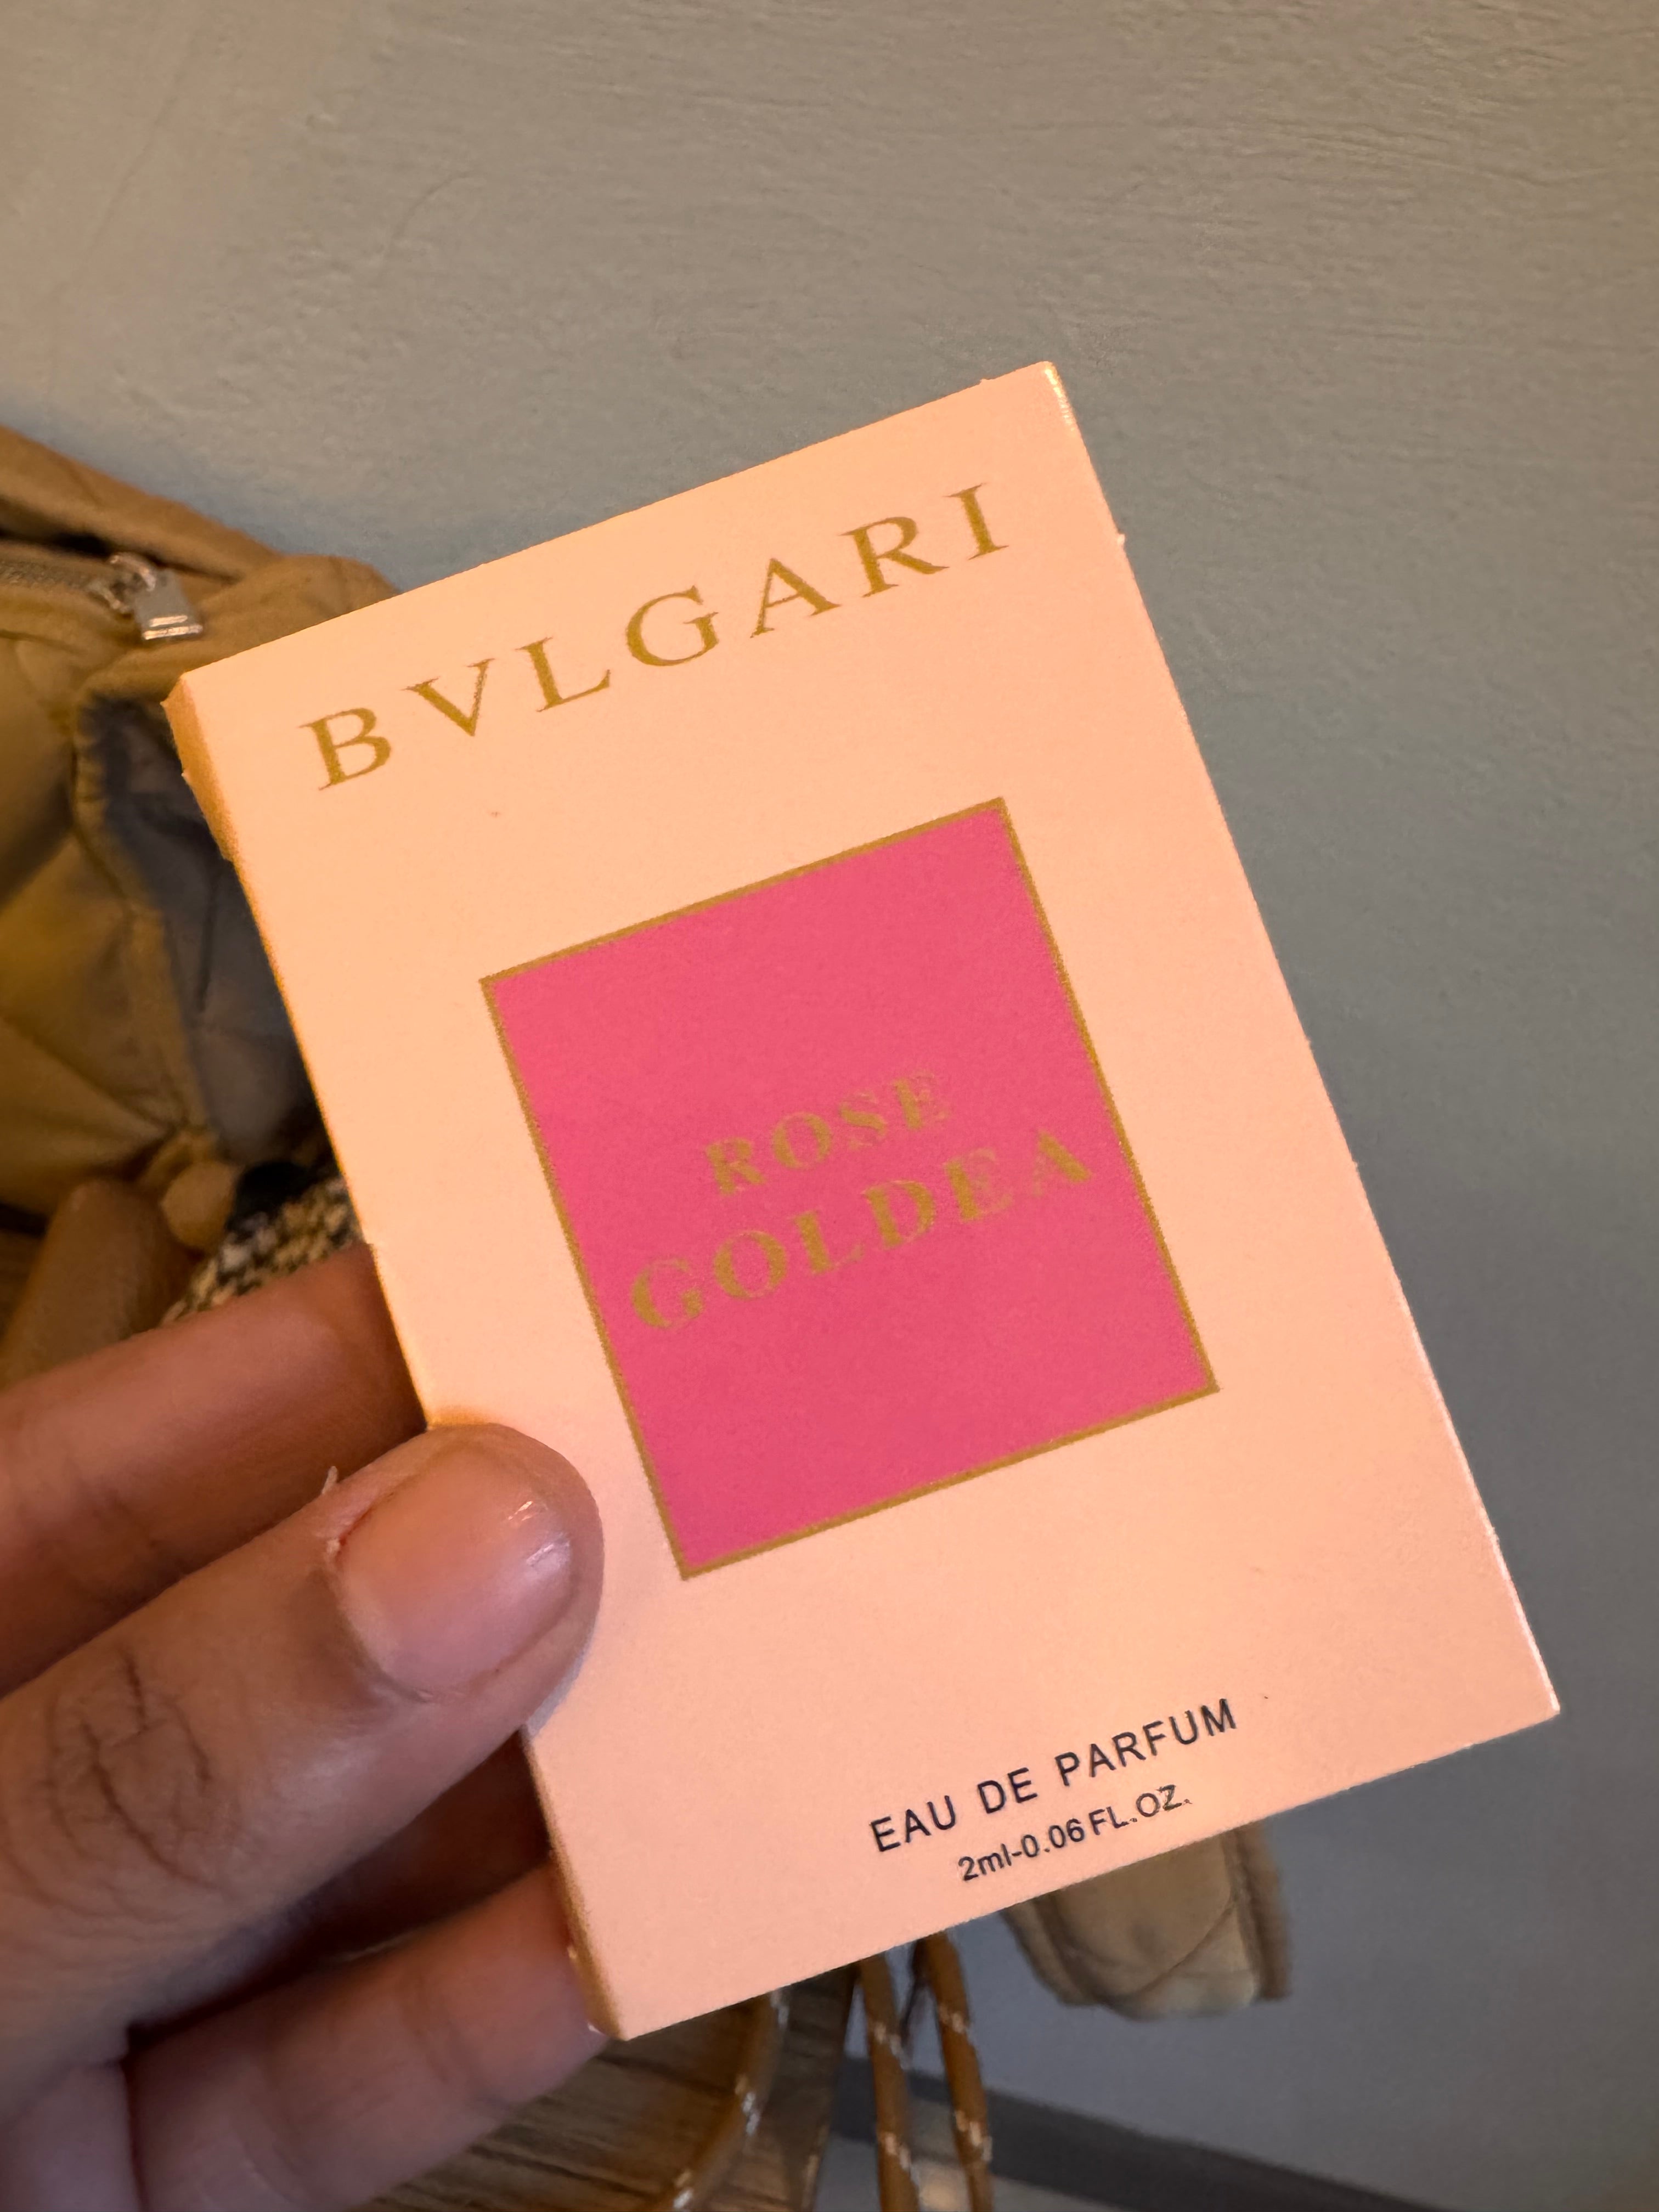 BVLGARI
ROSE
GOLDEA
EAU DE PARFUM
2ml-0.06 FL.OZ.